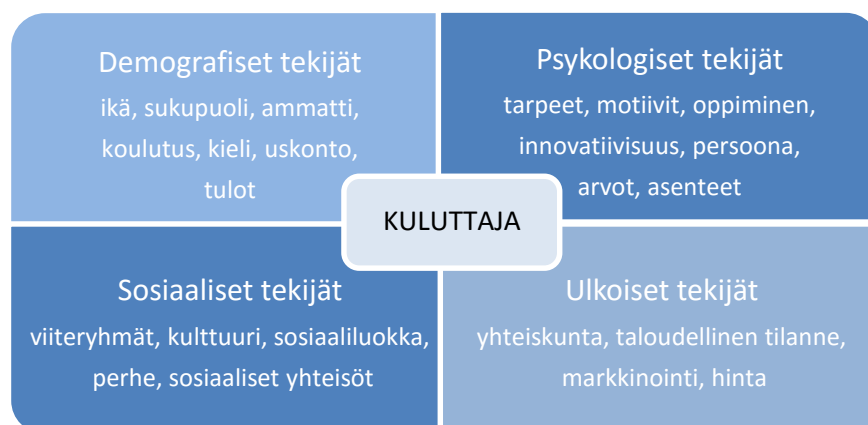 Demografiset tekijät
ikä, sukupuoli, ammatti,
koulutus, kieli, uskonto,
tulot
Psykologiset tekijät
tarpeet, motiivit, oppiminen,
innovatiivisuus, persoona,
arvot, asenteet
KULUTTAJA
Sosiaaliset tekijät
viiteryhmät, kulttuuri, sosiaaliluokka,
perhe, sosiaaliset yhteisöt
Ulkoiset tekijät
yhteiskunta, taloudellinen tilanne,
markkinointi, hinta